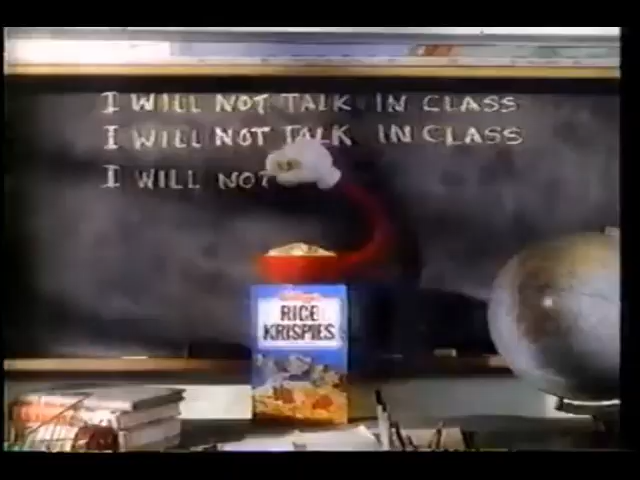 I WILL NOT TALK IN CLASS
I WILL NOT TALK IN CLASS
I WILL NOT
Kellogg's
RICE
KRISPIES